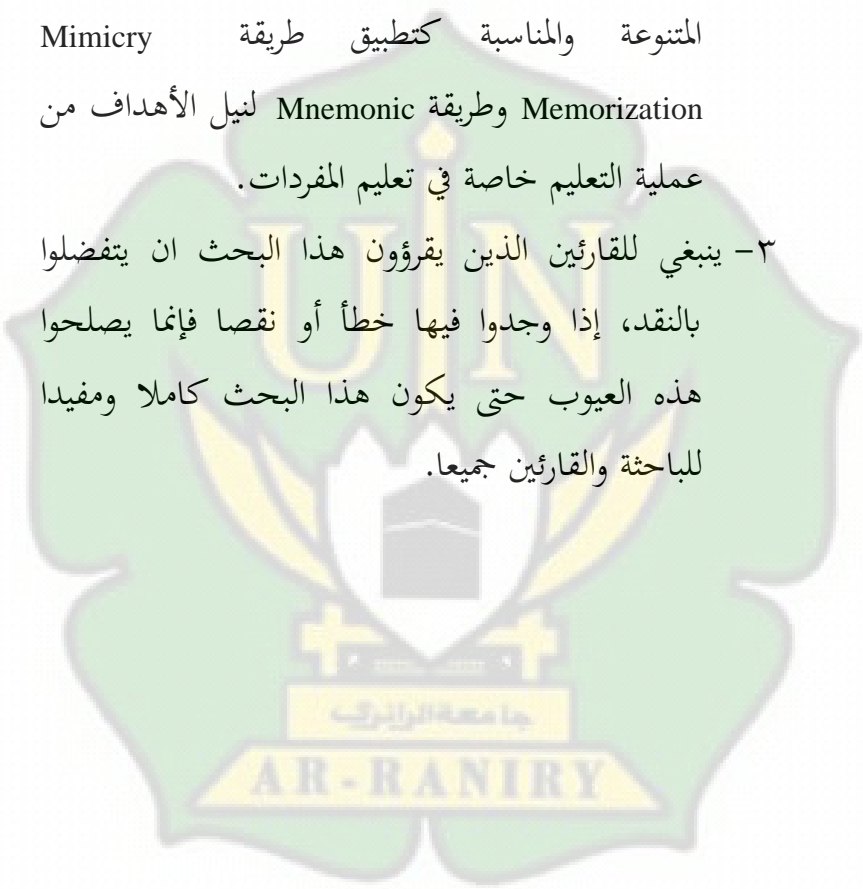 المتنوعة والمناسبة كتطبيق طريقة Mimicry
Memorization وطريقة Mnemonic لنيل الأهداف من
عملية التعليم خاصة في تعليم المفردات.
٣- ينبغي للقارئين الذين يقرؤون هذا البحث ان يتفضلوا
بالنقد، إذا وجدوا فيها خطأ أو نقصا فإنما يصلحوا
هذه العيوب حتى يكون هذا البحث كاملا ومفيدا
للباحثة والقارئين جميعا.
UIN
جامعة الرانري
AR-RANIRY